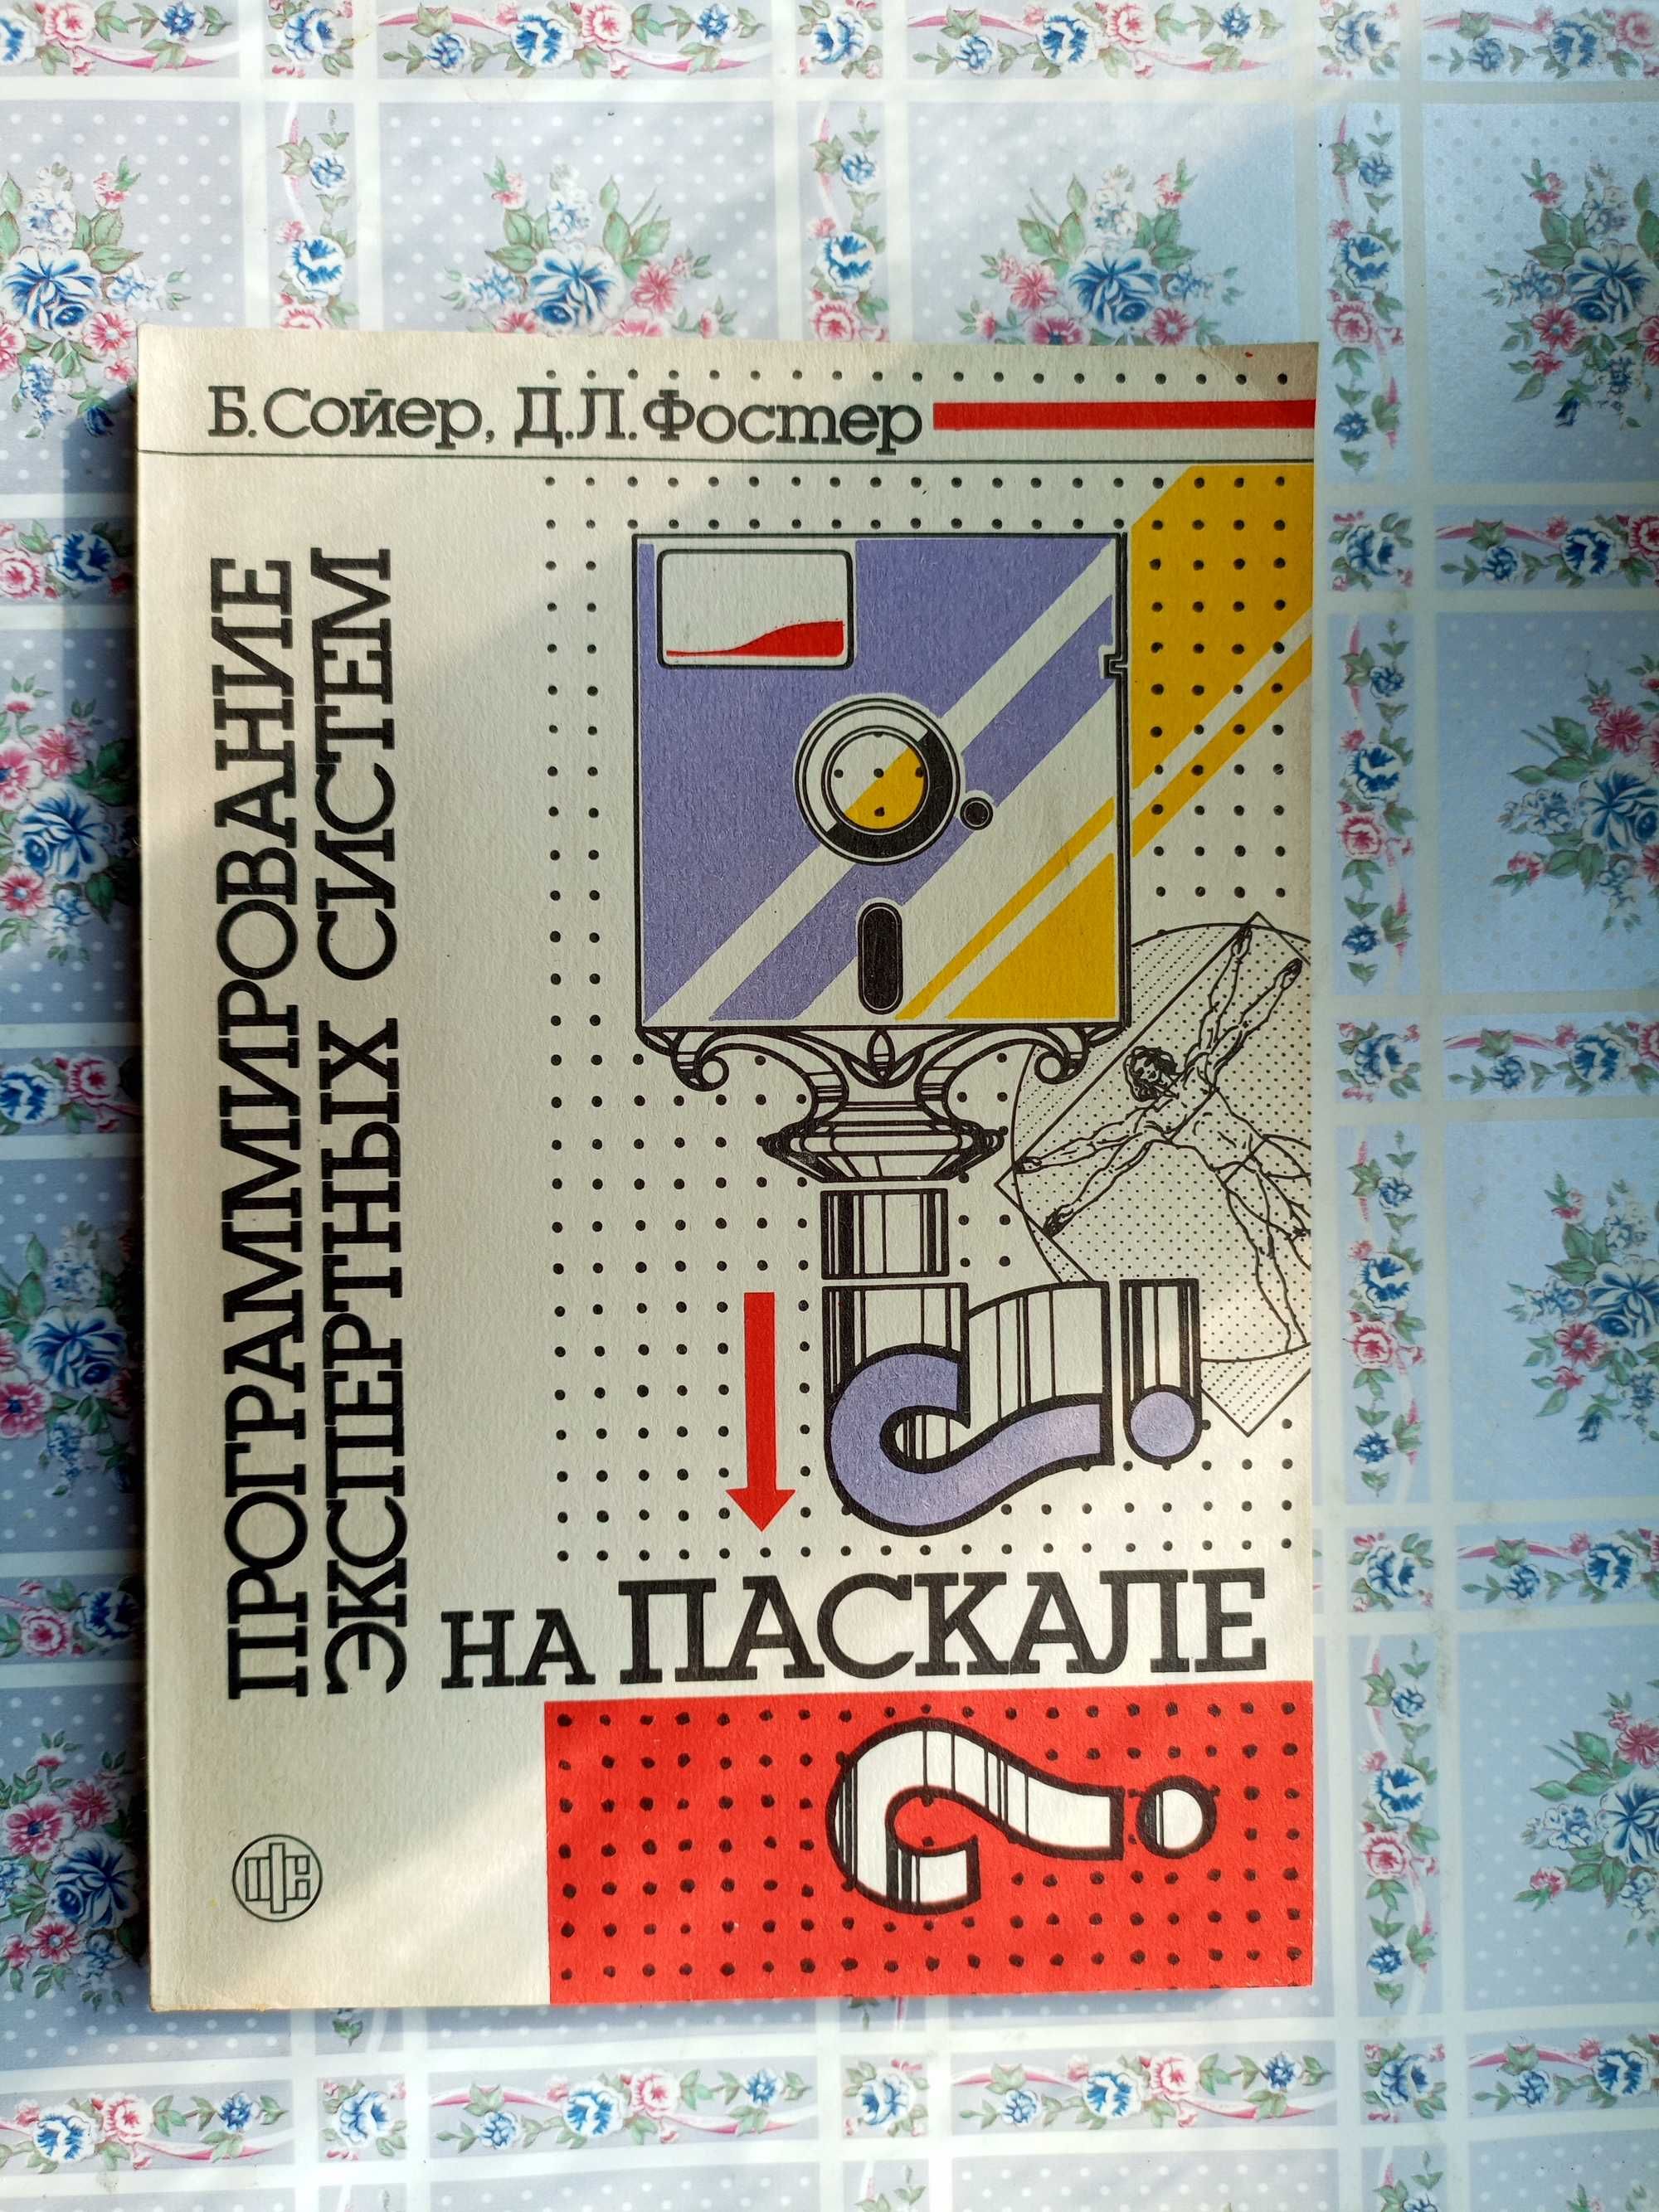 Б. Сойер, Д.Л. Фостер
ПРОГРАММИРОВАНИЕ
ЭКСПЕРТНЫХ СИСТЕМ
НА ПАСКАЛЕ